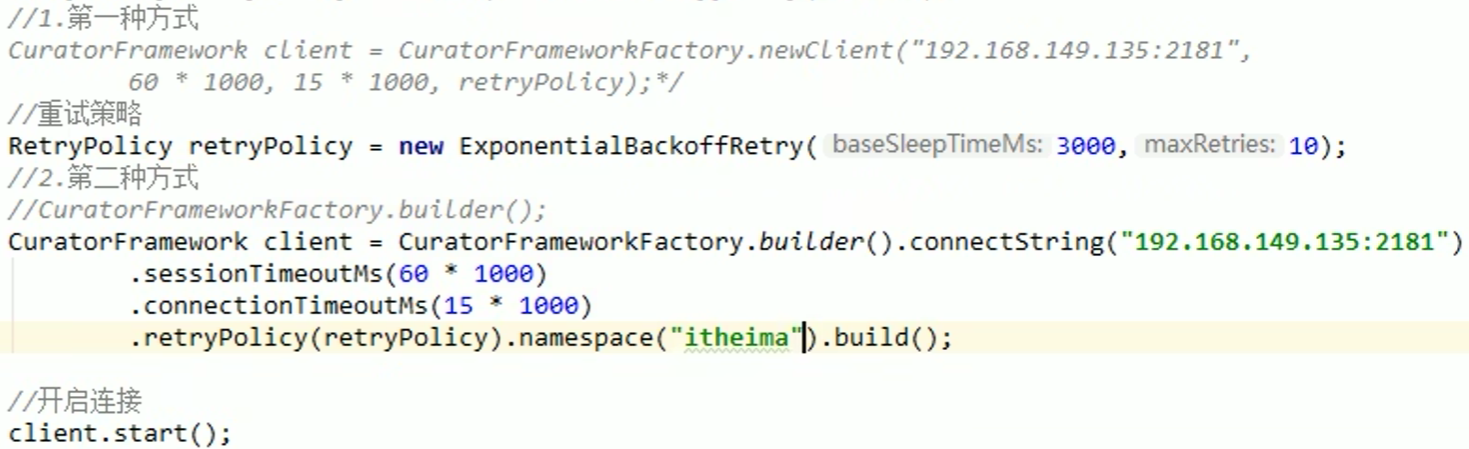 //1.第一种方式
CuratorFramework client = CuratorFrameworkFactory.newClient("192.168.149.135:2181",
60 * 1000, 15 * 1000, retryPolicy);*/
//重试策略
RetryPolicy retryPolicy = new ExponentialBackoffRetry( baseSleepTimeMs: 3000, maxRetries: 10);
//2.第二种方式
//CuratorFrameworkFactory.builder();
CuratorFramework client = CuratorFrameworkFactory.builder().connectString("192.168.149.135:2181")
.sessionTimeoutMs(60 * 1000)
.connectionTimeoutMs(15 * 1000)
.retryPolicy(retryPolicy).namespace("itheima").build();
//开启连接
client.start();